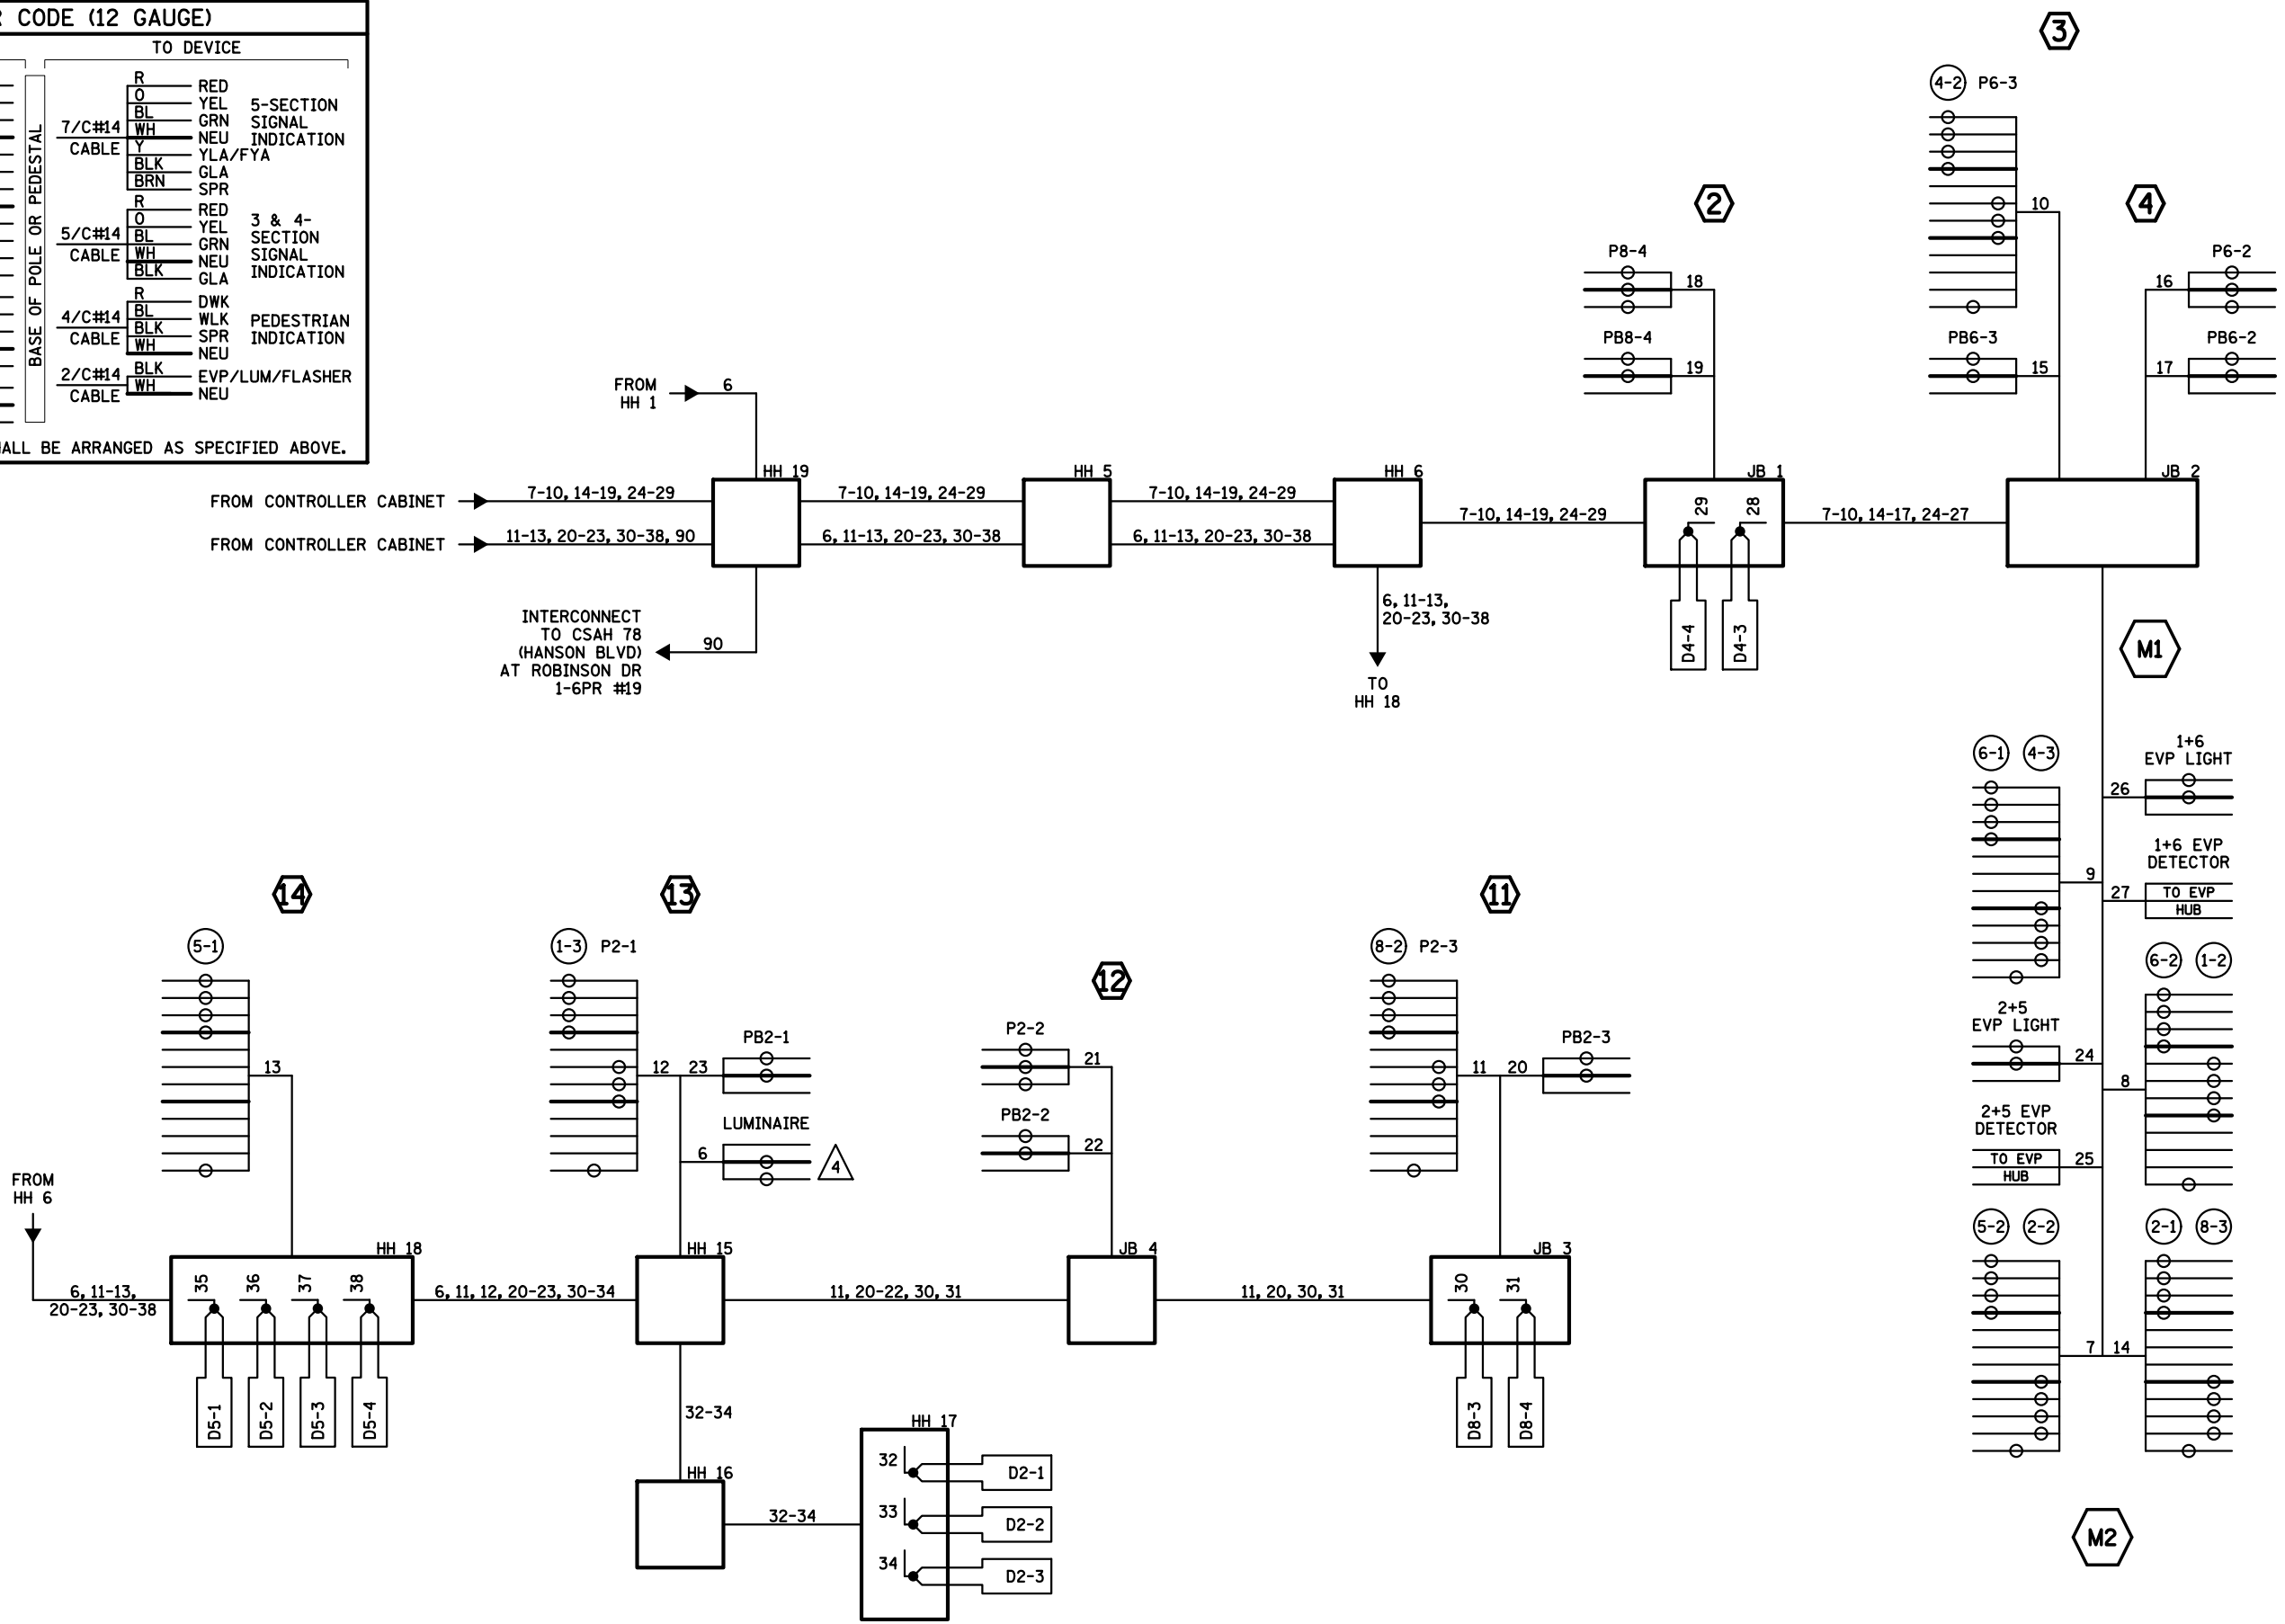 R CODE (12 GAUGE)
TO DEVICE
BASE OF POLE OR PEDESTAL
7/C#14
CABLE
R RED
O YEL
BL GRN
WH NEU
Y YLA/FYA
BLK GLA
BRN SPR
5-SECTION
SIGNAL
INDICATION
5/C#14
CABLE
R RED
O YEL
BL GRN
WH NEU
BLK GLA
3 & 4-
SECTION
SIGNAL
INDICATION
4/C#14
CABLE
R DWK
BL WLK
BLK SPR
WH NEU
PEDESTRIAN
INDICATION
2/C#14
CABLE
BLK EVP/LUM/FLASHER
WH NEU
HALL BE ARRANGED AS SPECIFIED ABOVE.
3
4-2 P6-3
10
PB6-3
15
2
P8-4
18
PB8-4
19
4
P6-2
16
PB6-2
17
FROM
HH 1
6
HH 19
HH 5
HH 6
JB 1
JB 2
FROM CONTROLLER CABINET
7-10, 14-19, 24-29
7-10, 14-19, 24-29
7-10, 14-19, 24-29
7-10, 14-19, 24-29
29
28
7-10, 14-17, 24-27
FROM CONTROLLER CABINET
11-13, 20-23, 30-38, 90
6, 11-13, 20-23, 30-38
6, 11-13, 20-23, 30-38
D4-4
D4-3
INTERCONNECT
TO CSAH 78
(HANSON BLVD)
AT ROBINSON DR
1-6PR #19
90
6, 11-13,
20-23, 30-38
TO
HH 18
M1
6-1 4-3
9
1+6
EVP LIGHT
26
1+6 EVP
DETECTOR
27
TO EVP
HUB
6-2 1-2
8
2+5
EVP LIGHT
24
2+5 EVP
DETECTOR
TO EVP
HUB
25
5-2 2-2
7
2-1 8-3
14
M2
14
5-1
13
13
1-3 P2-1
12
23
PB2-1
LUMINAIRE
6
4
12
P2-2
21
PB2-2
22
11
8-2 P2-3
11
20
PB2-3
FROM
HH 6
6, 11-13,
20-23, 30-38
HH 18
35
36
37
38
D5-1
D5-2
D5-3
D5-4
6, 11, 12, 20-23, 30-34
HH 15
11, 20-22, 30, 31
JB 4
11, 20, 30, 31
JB 3
30
31
D8-3
D8-4
32-34
HH 16
32-34
HH 17
32
D2-1
33
D2-2
34
D2-3